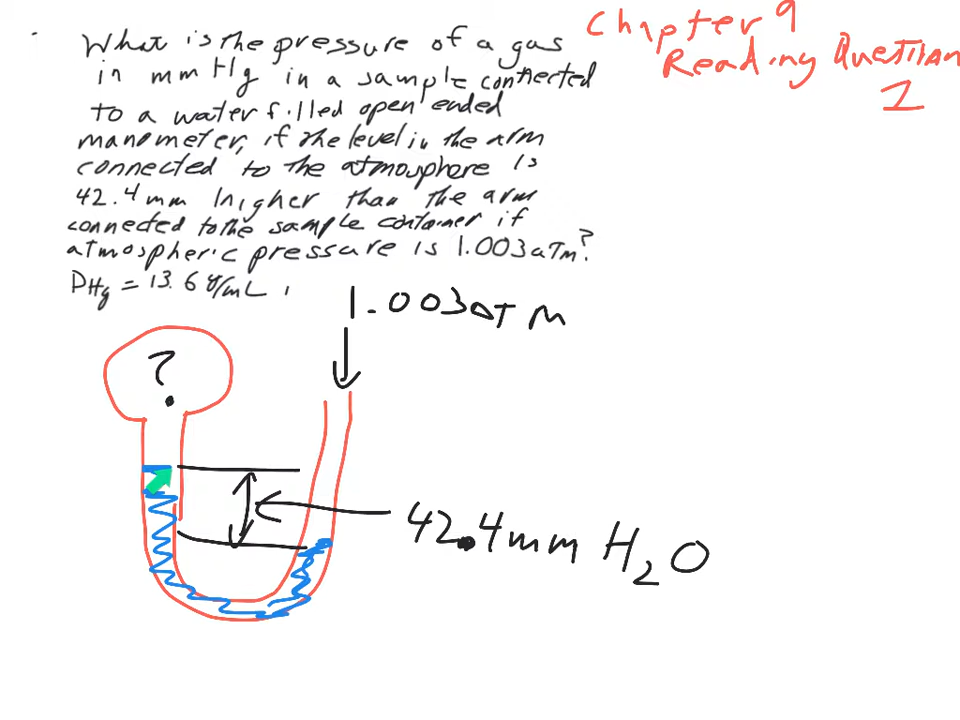 Chapter 9
Reading Question
1
What is the pressure of a gas
in mmHg in a sample connected
to a water filled open ended
manometer, if the level in the arm
connected to the atmosphere is
42.4mm higher than the arm
connected to the sample container if
atmospheric pressure is 1.003aTm?
DHg = 13.6g/mL
1.003aTM
?
42.4mm H2O